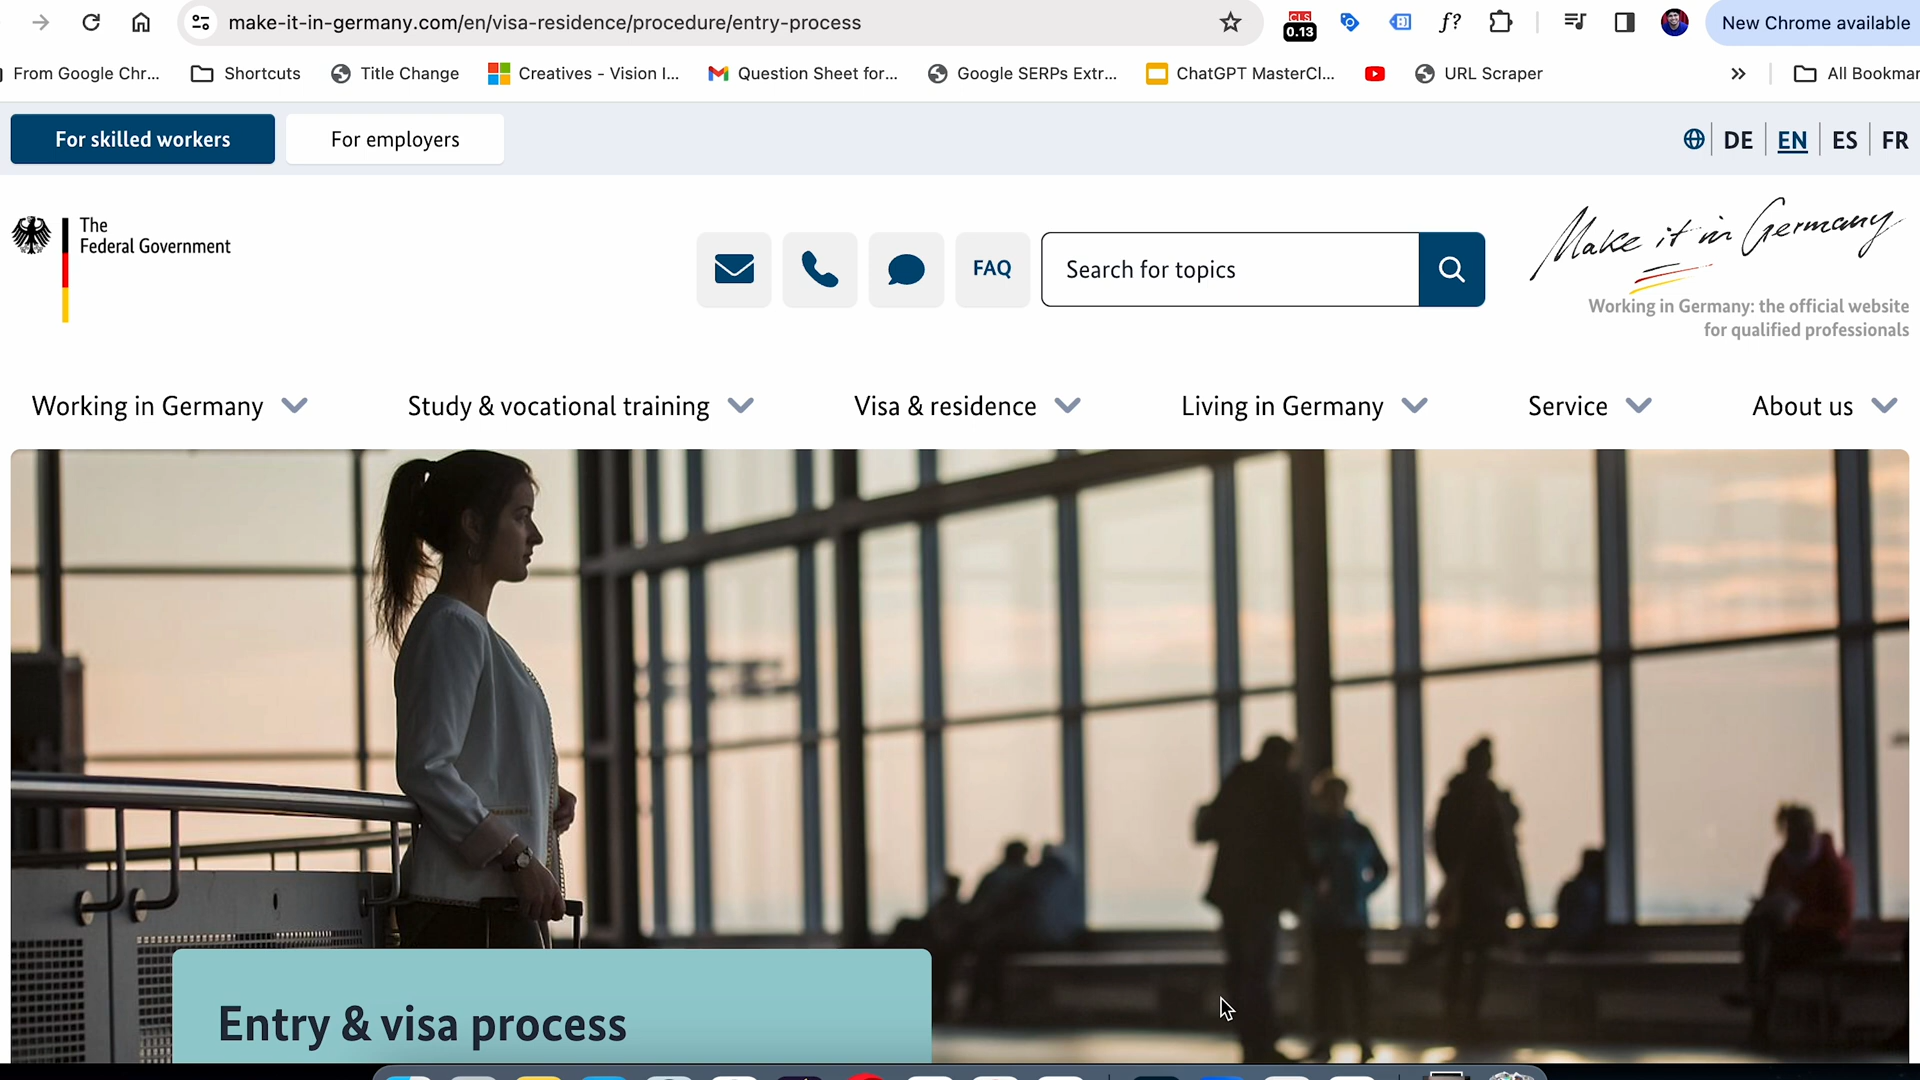 make-it-in-germany.com/en/visa-residence/procedure/entry-process
CLS
0.13
f?
New Chrome available
From Google Chr...
Shortcuts
Title Change
Creatives - Vision I...
Question Sheet for...
Google SERPs Extr...
ChatGPT MasterCl...
URL Scraper
All Bookmar
For skilled workers
For employers
DE
EN
ES
FR
The
Federal Government
FAQ
Search for topics
Make it in Germany
Working in Germany: the official website
for qualified professionals
Working in Germany
Study & vocational training
Visa & residence
Living in Germany
Service
About us
Entry & visa process